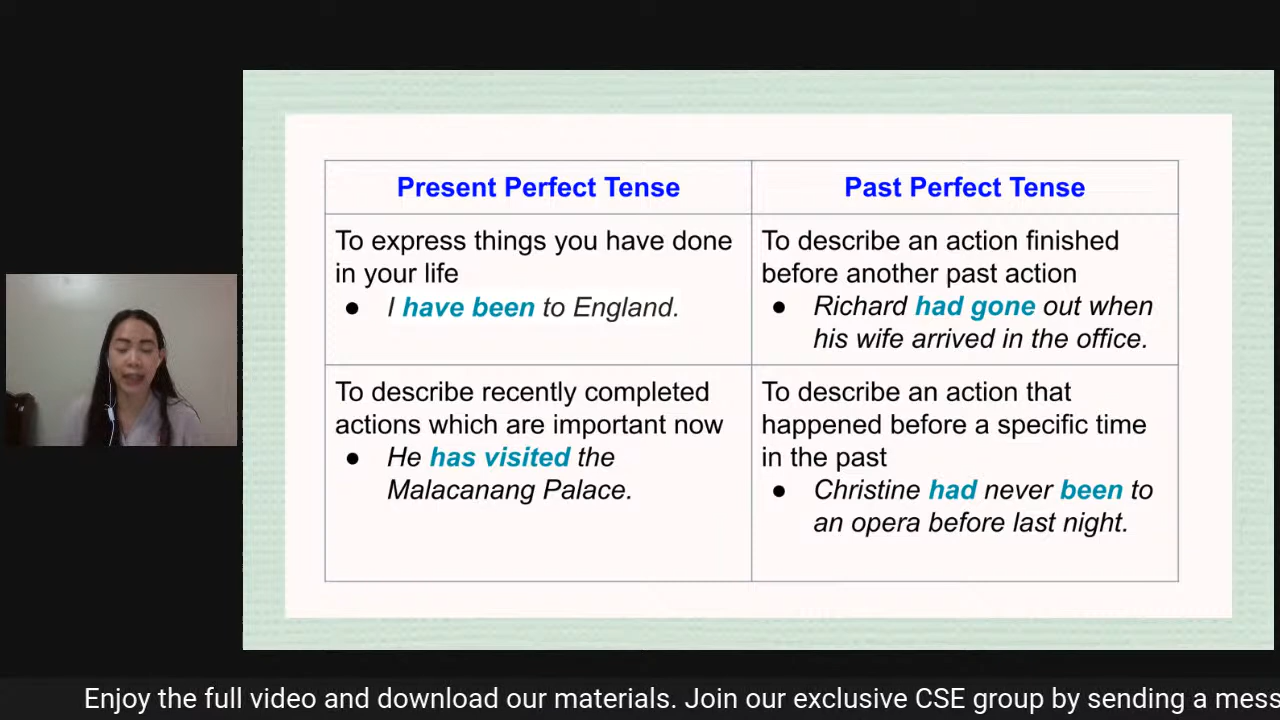 Present Perfect Tense
Past Perfect Tense
To express things you have done
in your life
● I have been to England.
To describe an action finished
before another past action
● Richard had gone out when
his wife arrived in the office.
To describe recently completed
actions which are important now
● He has visited the
Malacanang Palace.
To describe an action that
happened before a specific time
in the past
● Christine had never been to
an opera before last night.
Enjoy the full video and download our materials. Join our exclusive CSE group by sending a mess